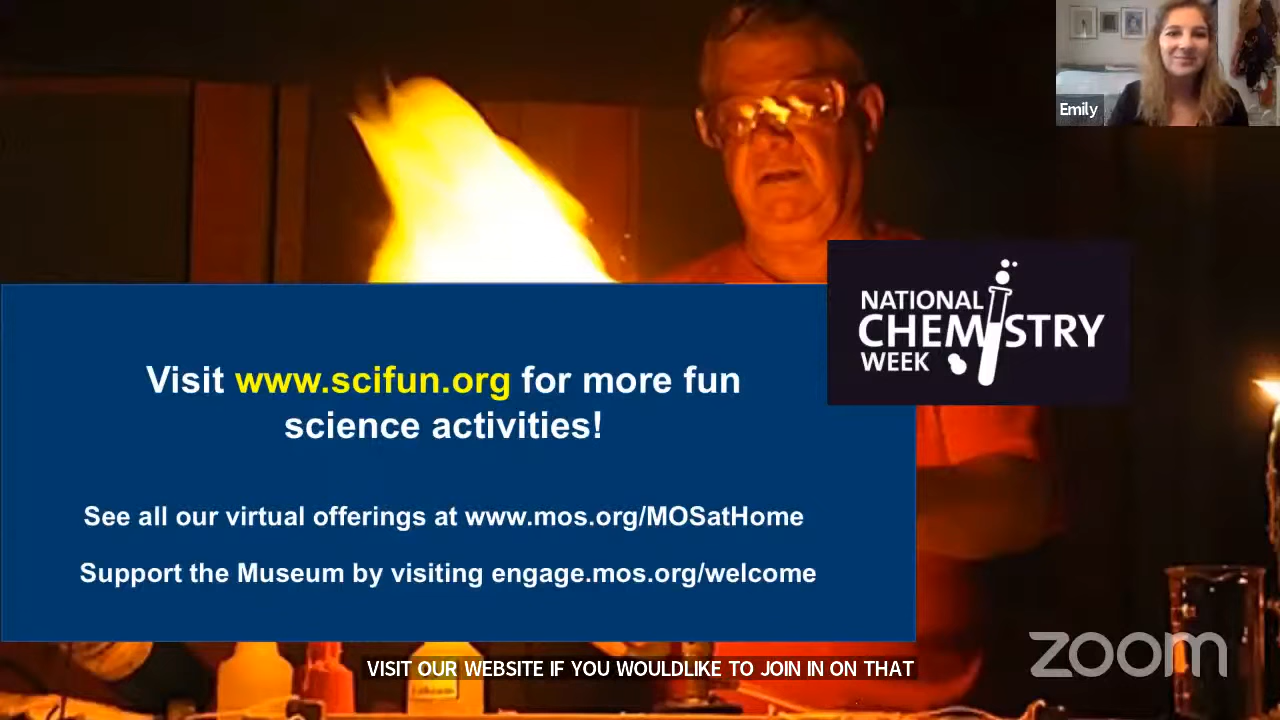 Emily
NATIONAL
CHEMISTRY
WEEK
Visit www.scifun.org for more fun
science activities!
See all our virtual offerings at www.mos.org/MOSatHome
Support the Museum by visiting engage.mos.org/welcome
VISIT OUR WEBSITE IF YOU WOULDLIKE TO JOIN IN ON THAT
zoom